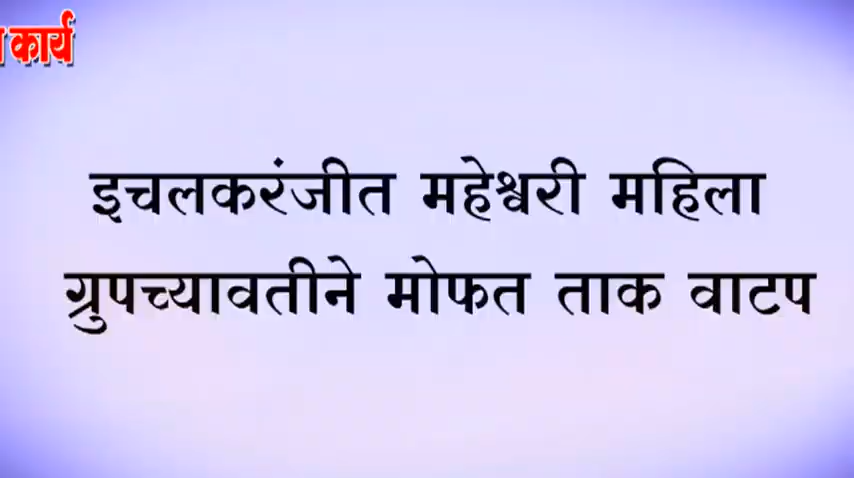 कार्य
इचलकरंजीत महेश्वरी महिला
ग्रुपच्यावतीने मोफत ताक वाटप